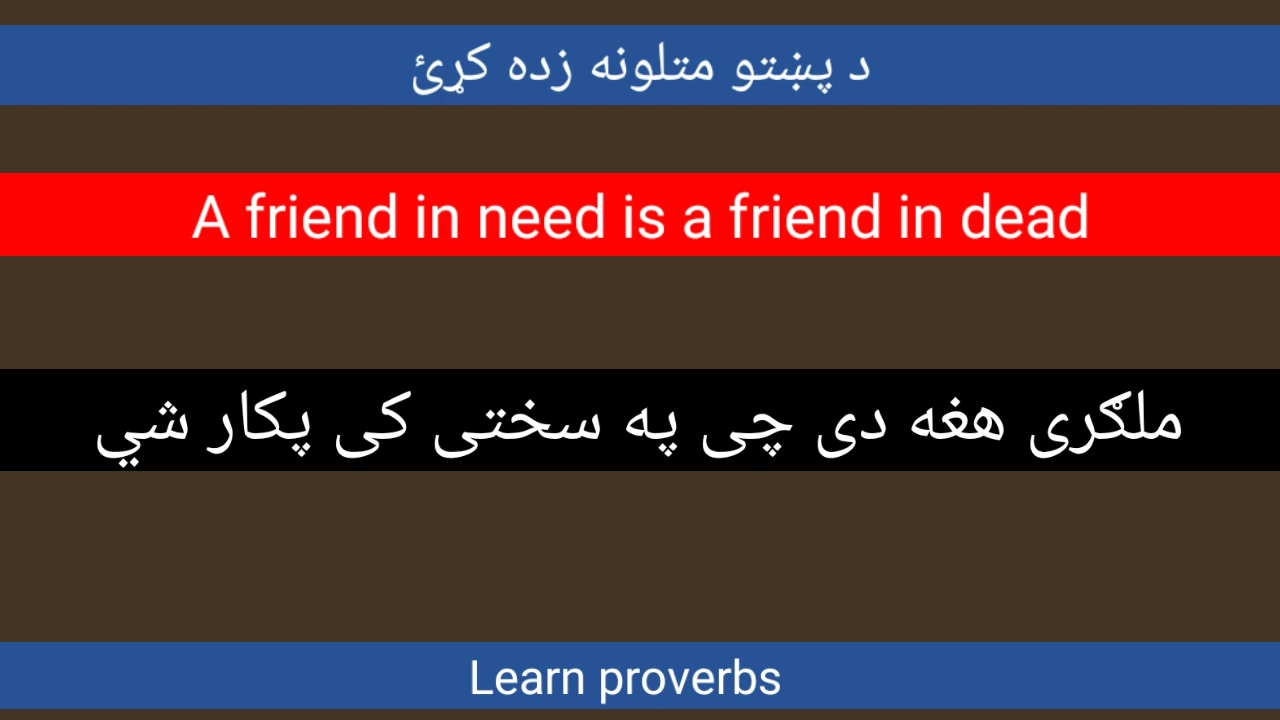 د پښتو متلونه زده کړئ
A friend in need is a friend in dead
ملګری هغه دی چی په سختی کی پکار شي
Learn proverbs